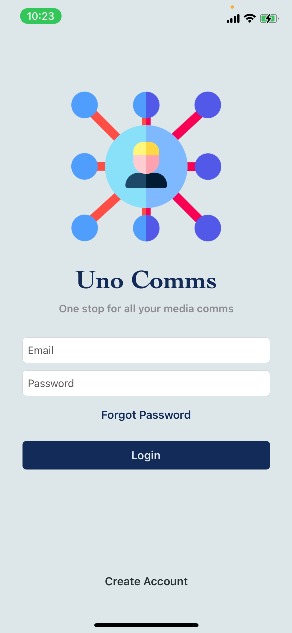 10:23
Uno Comms
One stop for all your media comms
Email
Password
Forgot Password
Login
Create Account